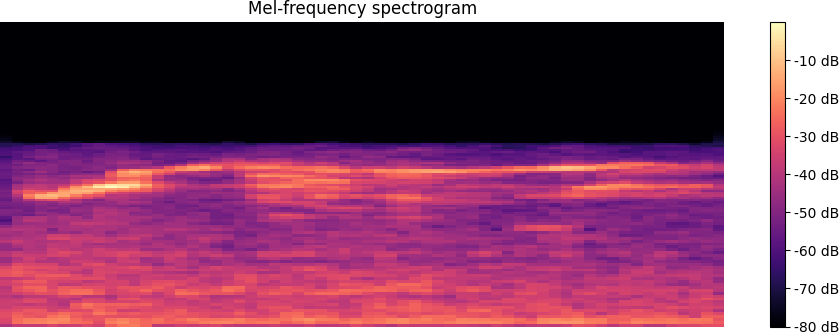 Mel-frequency spectrogram
-10 dB
-20 dB
-30 dB
-40 dB
-50 dB
-60 dB
-70 dB
-80 dB